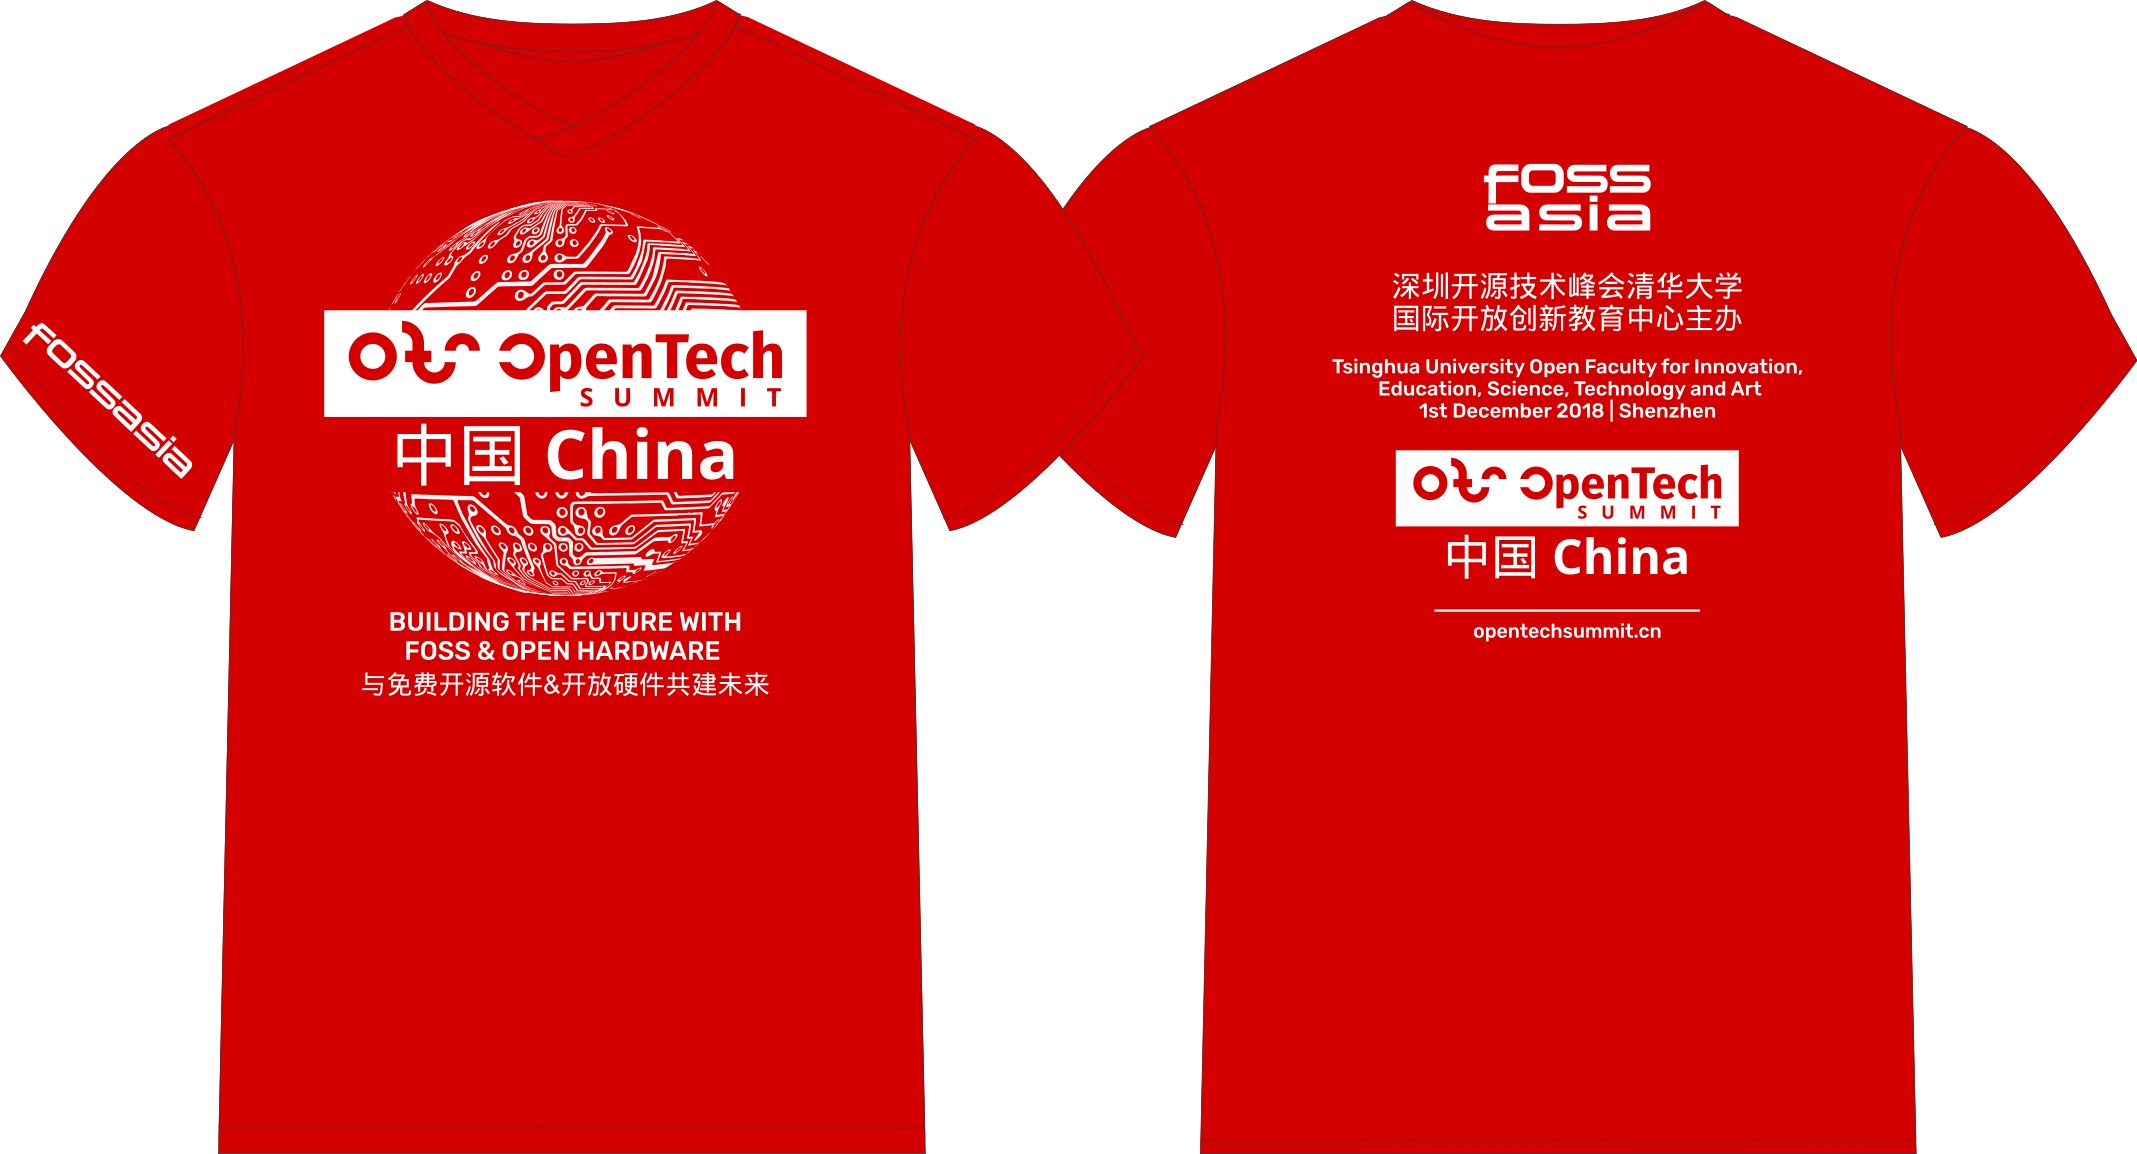 fossasia
ots OpenTech
SUMMIT
中国 China
BUILDING THE FUTURE WITH
FOSS & OPEN HARDWARE
与免费开源软件&开放硬件共建未来
foss
asia
深圳开源技术峰会清华大学
国际开放创新教育中心主办
Tsinghua University Open Faculty for Innovation,
Education, Science, Technology and Art
1st December 2018 | Shenzhen
ots OpenTech
SUMMIT
中国 China
opentechsummit.cn